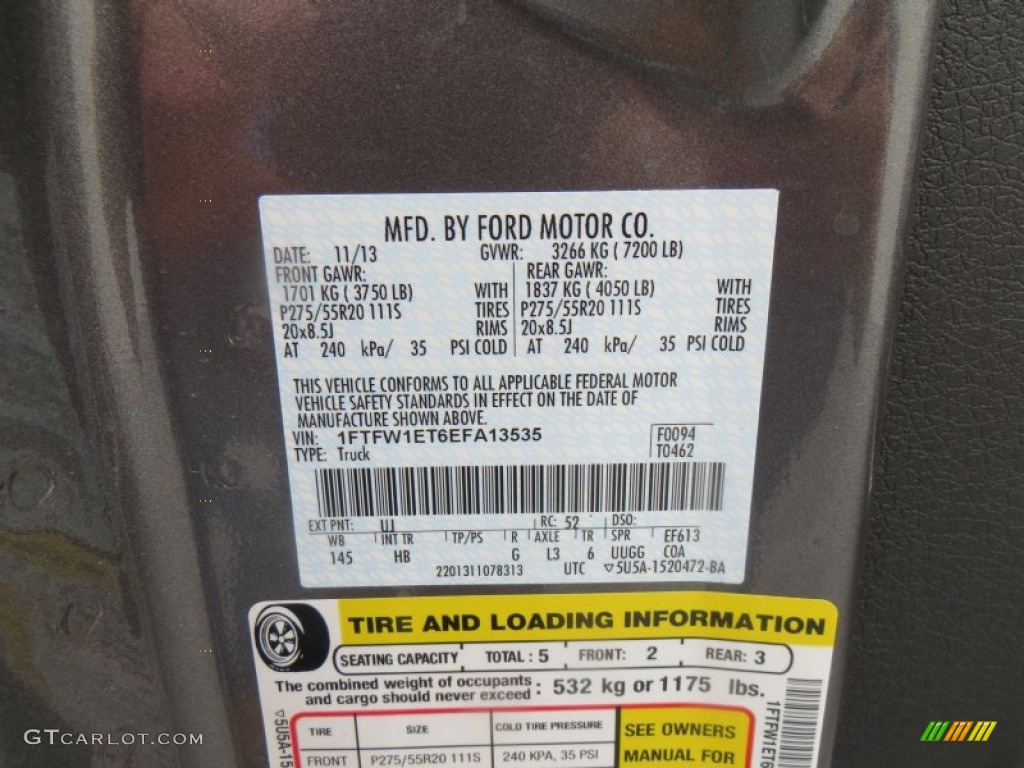 MFD. BY FORD MOTOR CO.
DATE: 11/13 GVWR: 3266 KG ( 7200 LB)
FRONT GAWR: REAR GAWR:
1701 KG ( 3750 LB) WITH 1837 KG ( 4050 LB) WITH
P275/55R20 111S TIRES P275/55R20 111S TIRES
20x8.5J RIMS 20x8.5J RIMS
AT 240 kPa/ 35 PSI COLD AT 240 kPa/ 35 PSI COLD
THIS VEHICLE CONFORMS TO ALL APPLICABLE FEDERAL MOTOR
VEHICLE SAFETY STANDARDS IN EFFECT ON THE DATE OF
MANUFACTURE SHOWN ABOVE.
VIN: 1FTFW1ET6EFA13535 F0094
TYPE: Truck T0462
EXT PNT: UJ RC: 52 DSO:
WB INT TR TP/PS R AXLE TR SPR EF613
145 HB G L3 6 UUGG COA
2201311078313 UTC ▽5U5A-1520472-BA
TIRE AND LOADING INFORMATION
SEATING CAPACITY TOTAL : 5 FRONT: 2 REAR: 3
The combined weight of occupants
and cargo should never exceed : 532 kg or 1175 lbs.
TIRE SIZE COLD TIRE PRESSURE SEE OWNERS
FRONT P275/55R20 111S 240 KPA, 35 PSI MANUAL FOR
▽5U5A-15
1FTFW1ET6
GTCarLot.com